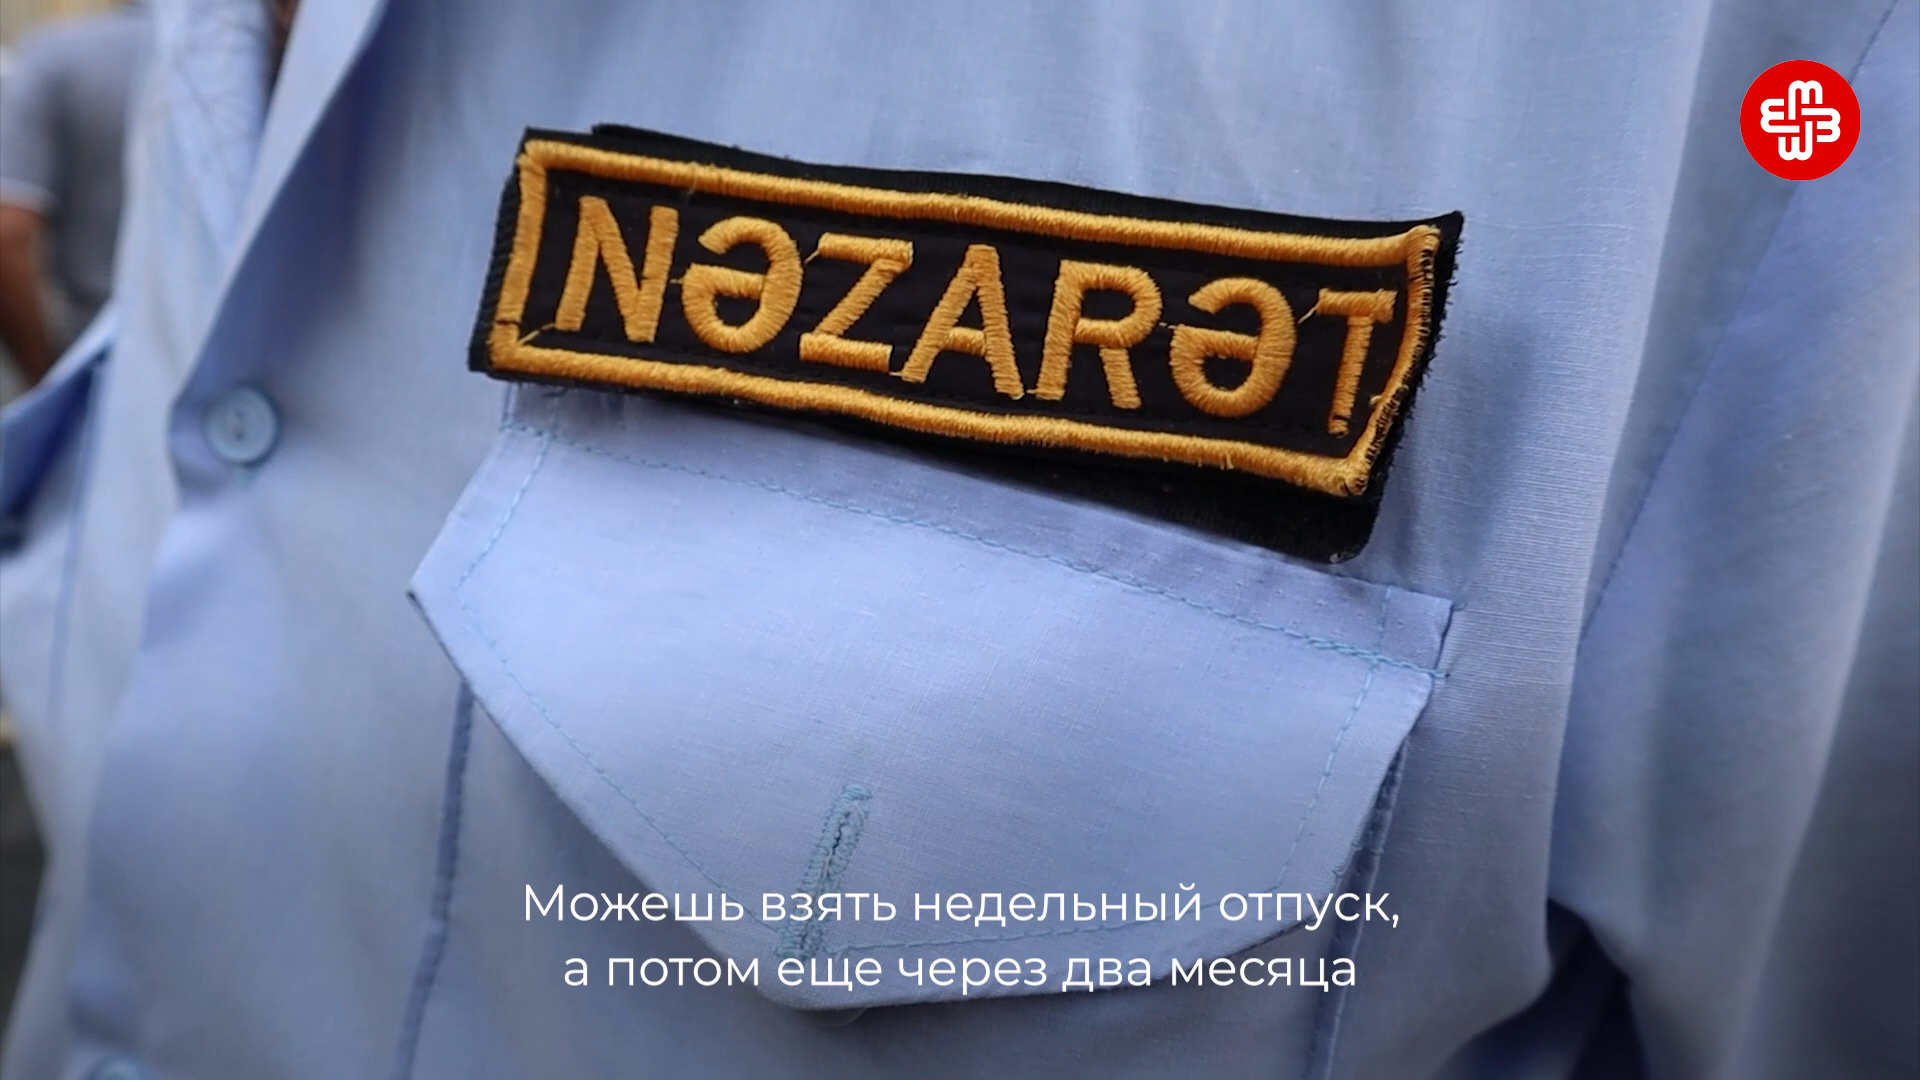 NƏZARƏT
Можешь взять недельный отпуск,
а потом еще через два месяца